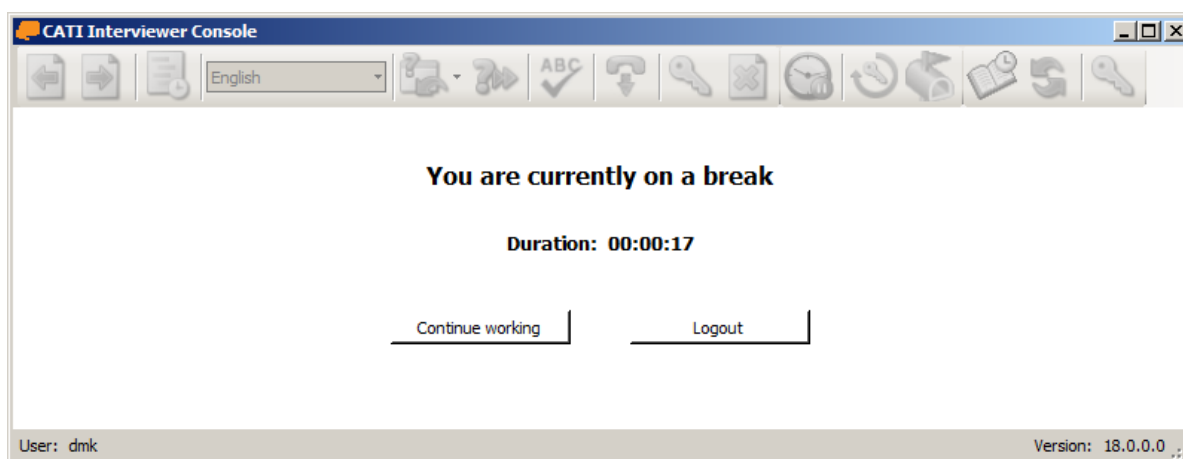 CATI Interviewer Console
English
ABC
You are currently on a break
Duration: 00:00:17
Continue working
Logout
User: dmk
Version: 18.0.0.0